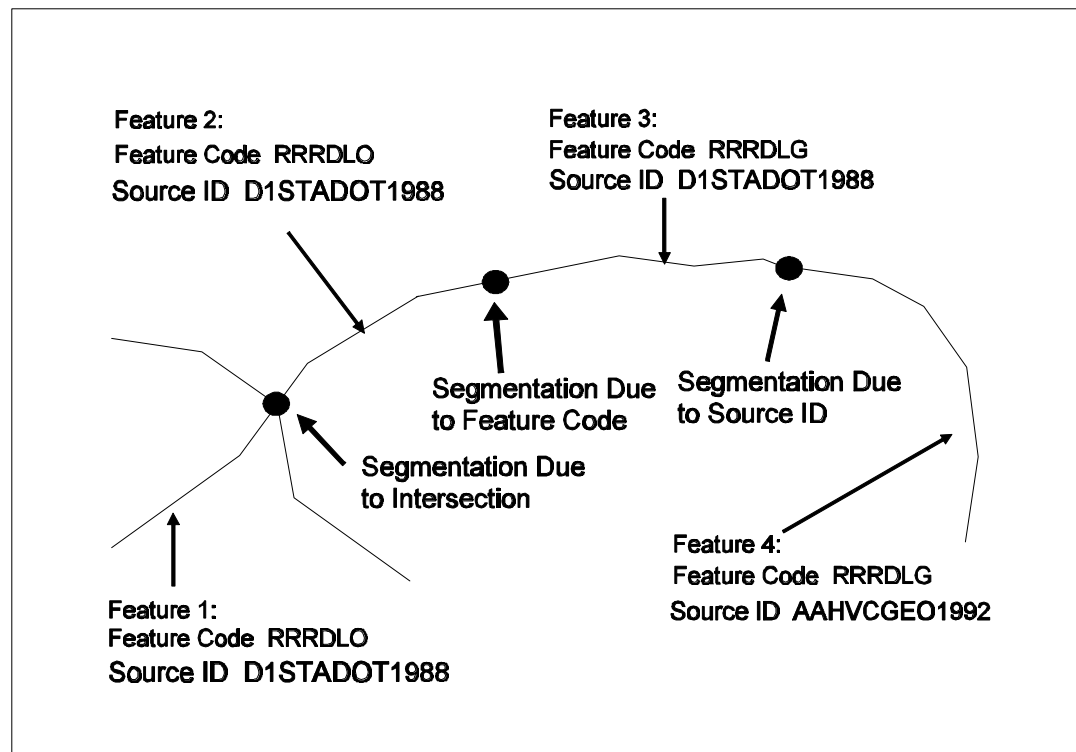 Feature 2:
Feature Code RRRDLO
Source ID D1STADOT1988
Feature 3:
Feature Code RRRDLG
Source ID D1STADOT1988
Segmentation Due
to Feature Code
Segmentation Due
to Source ID
Segmentation Due
to Intersection
Feature 4:
Feature Code RRRDLG
Source ID AAHVCGEO1992
Feature 1:
Feature Code RRRDLO
Source ID D1STADOT1988